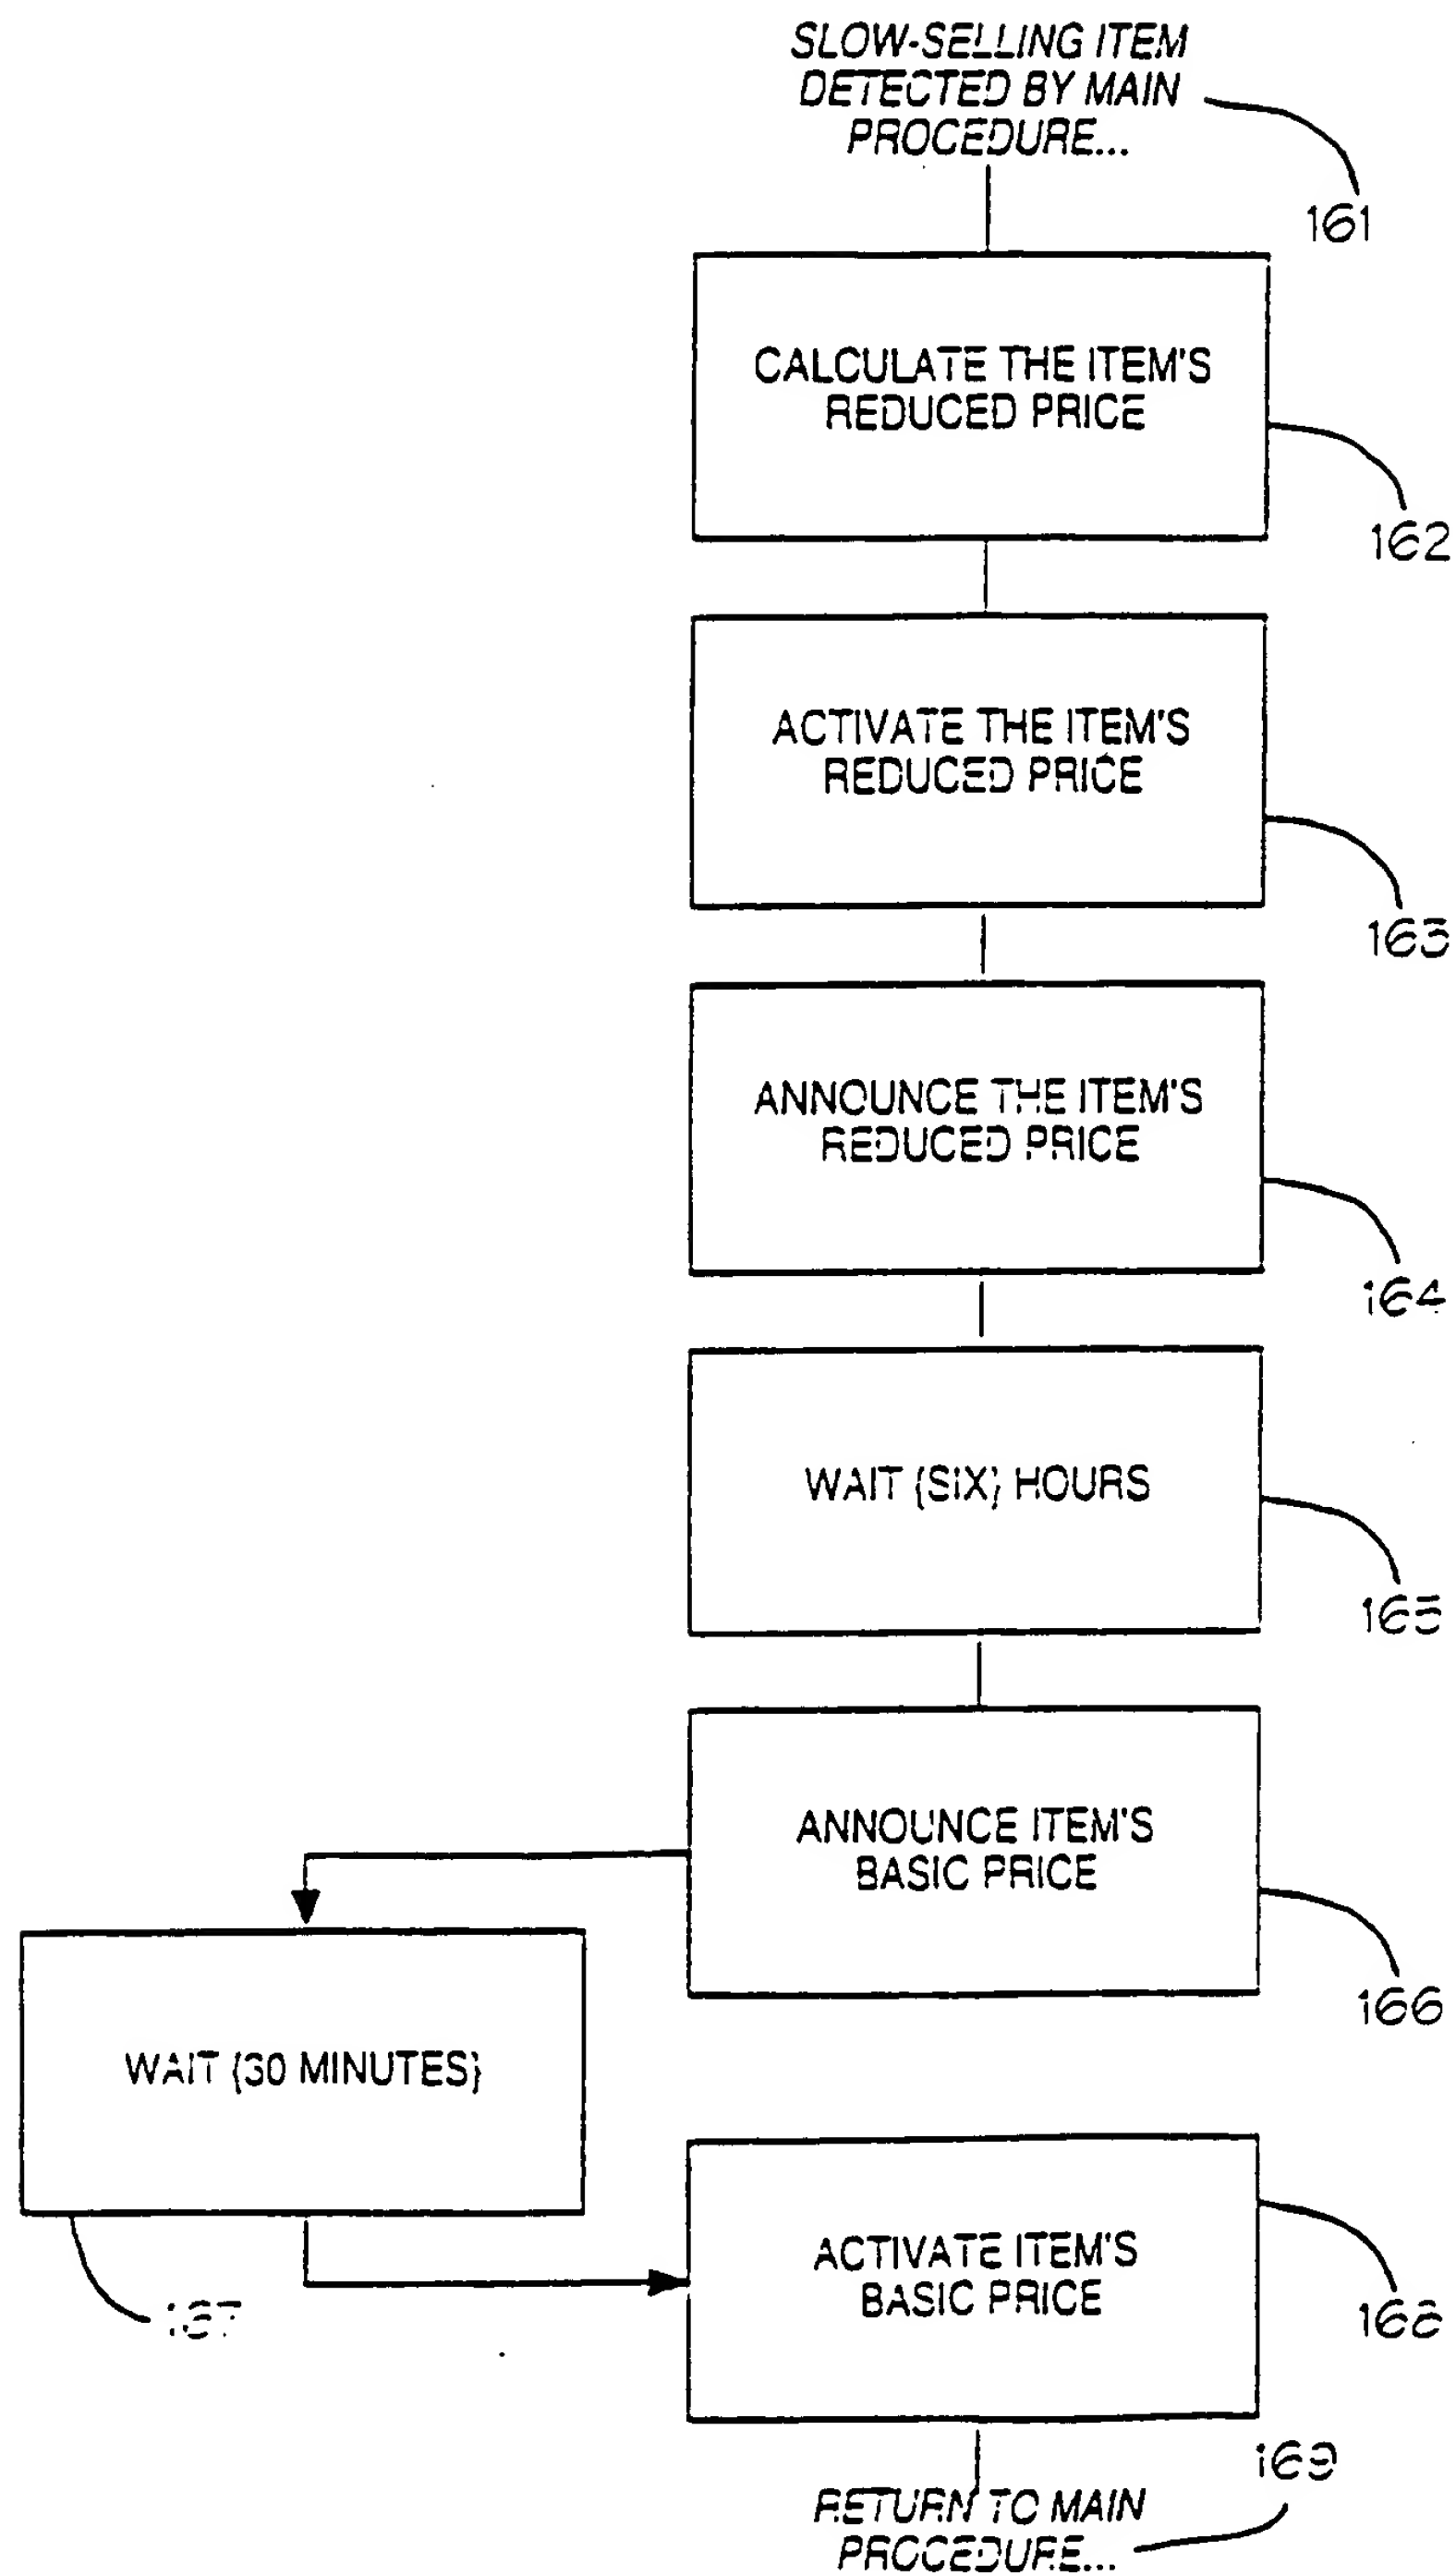 SLOW-SELLING ITEM
DETECTED BY MAIN
PROCEDURE...
161
CALCULATE THE ITEM'S
REDUCED PRICE
162
ACTIVATE THE ITEM'S
REDUCED PRICE
163
ANNOUNCE THE ITEM'S
REDUCED PRICE
164
WAIT {SIX} HOURS
165
ANNOUNCE ITEM'S
BASIC PRICE
166
WAIT {30 MINUTES}
167
ACTIVATE ITEM'S
BASIC PRICE
168
169
RETURN TO MAIN
PROCEDURE...